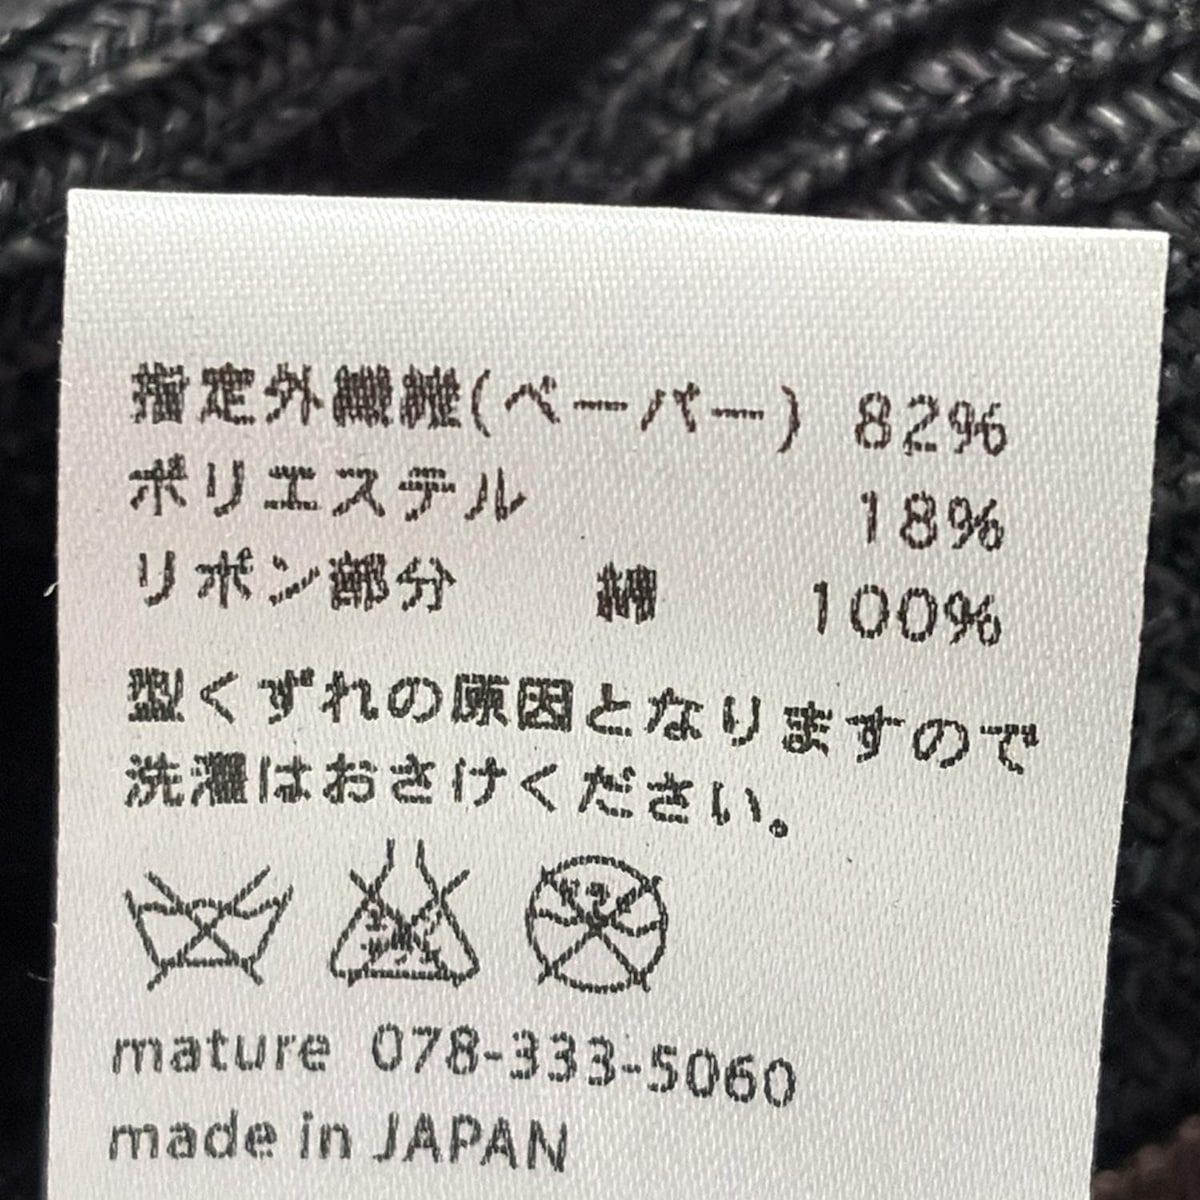 指定外繊維(ペーパー) 82%
ポリエステル 18%
リボン部分 綿 100%
型くずれの原因となりますので
洗濯はおさけください。
mature 078-333-5060
made in JAPAN